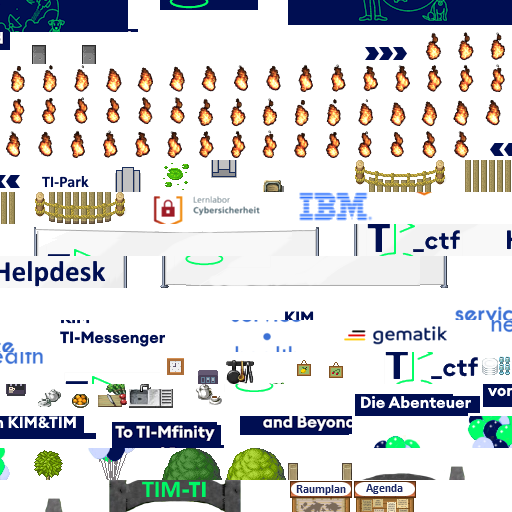 TI-Park
Lernlabor
Cybersicherheit
IBM
T _ctf
Helpdesk
KIM
TI-Messenger
gematik
T _ctf
Die Abenteuer
von
n KIM&TIM
To TI-Mfinity
and Beyond
TIM-TI
Raumplan
Agenda